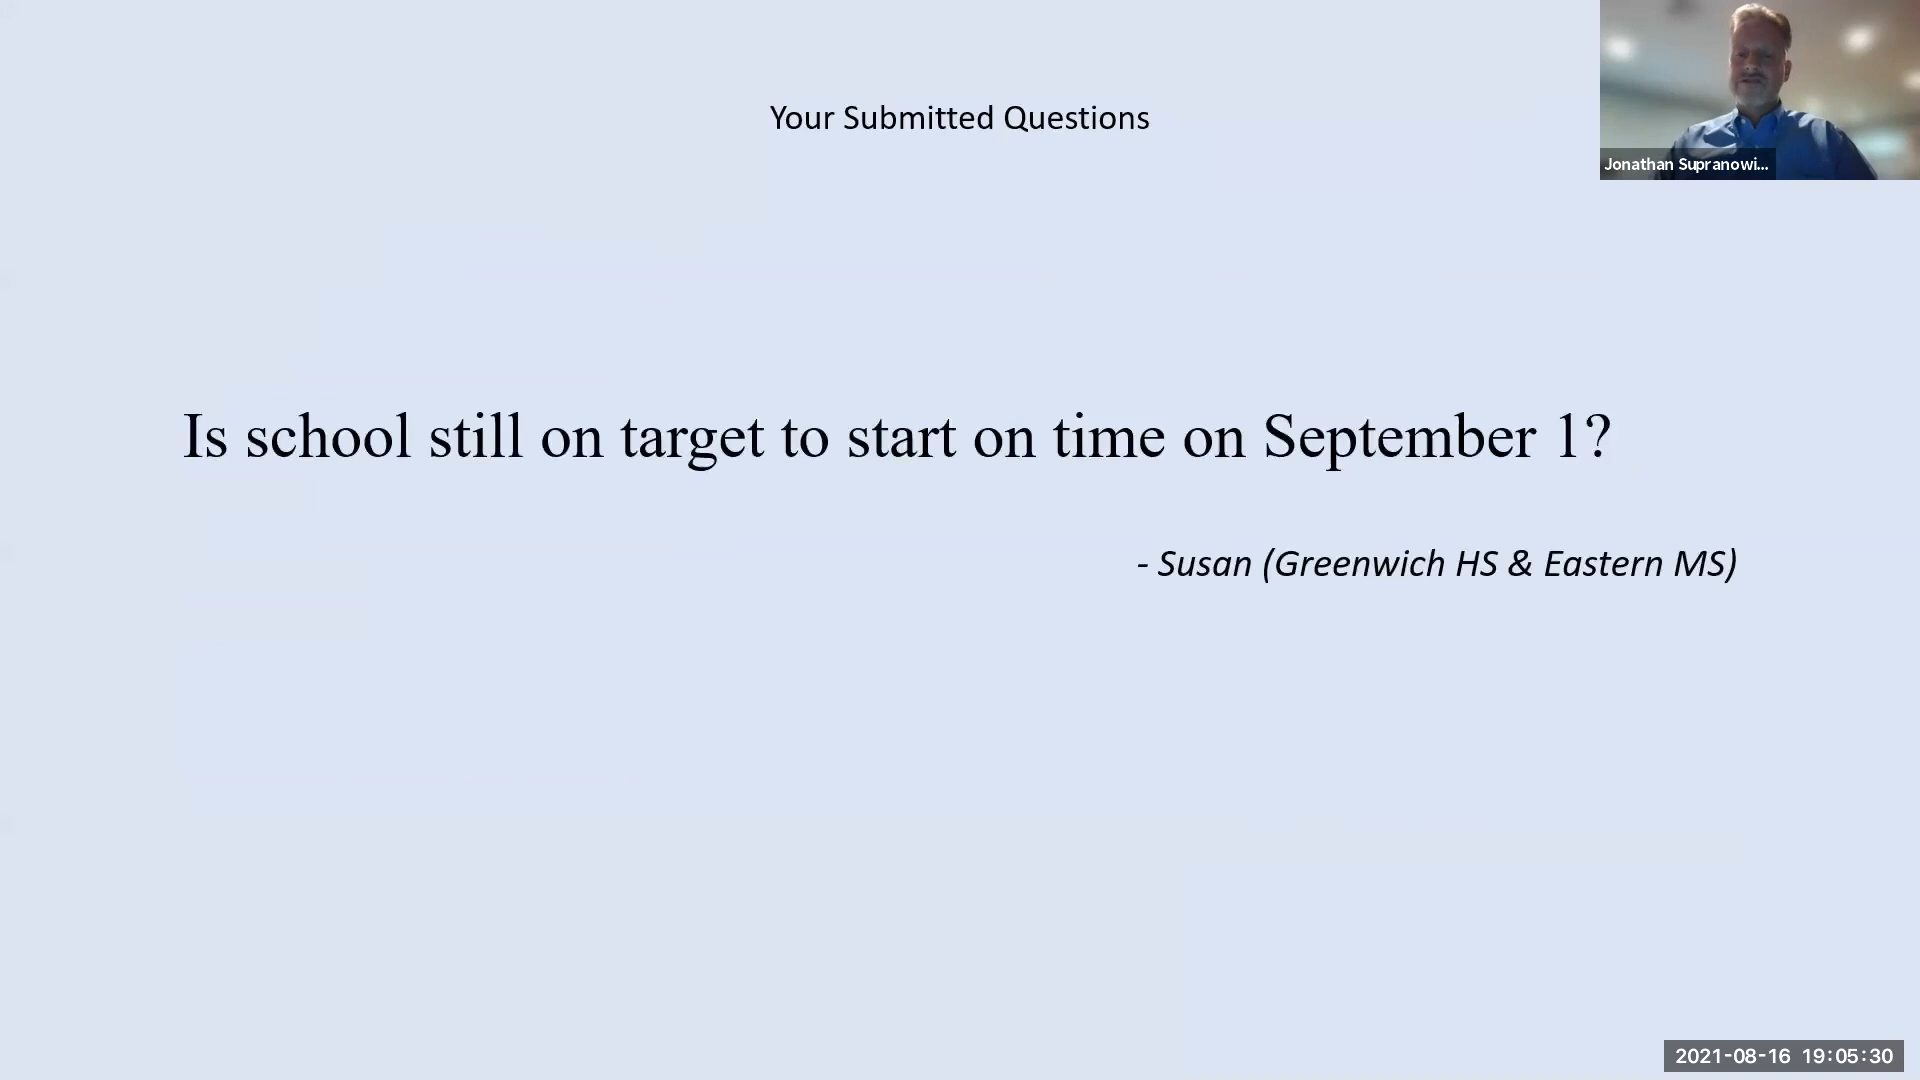 Your Submitted Questions
Jonathan Supranowi...
Is school still on target to start on time on September 1?
- Susan (Greenwich HS & Eastern MS)
2021-08-16 19:05:30